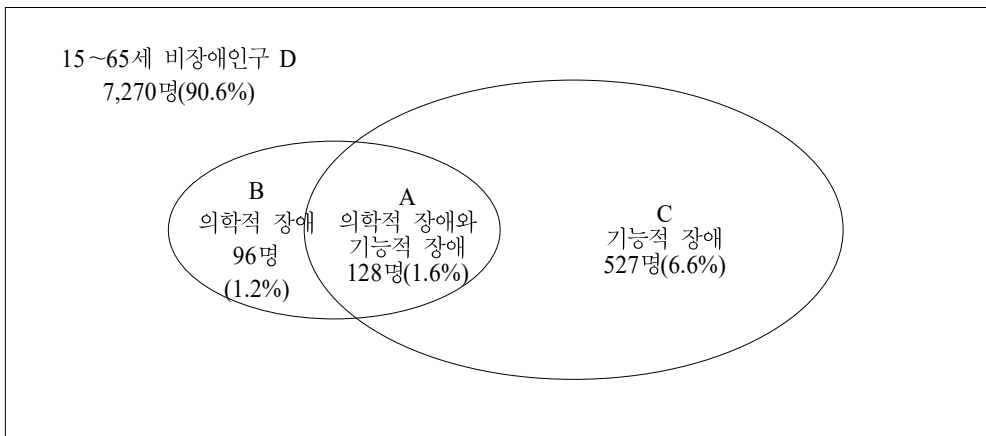 15~65세 비장애인구 D
7,270명(90.6%)
B
의학적 장애
96명
(1.2%)
A
의학적 장애와
기능적 장애
128명(1.6%)
C
기능적 장애
527명(6.6%)